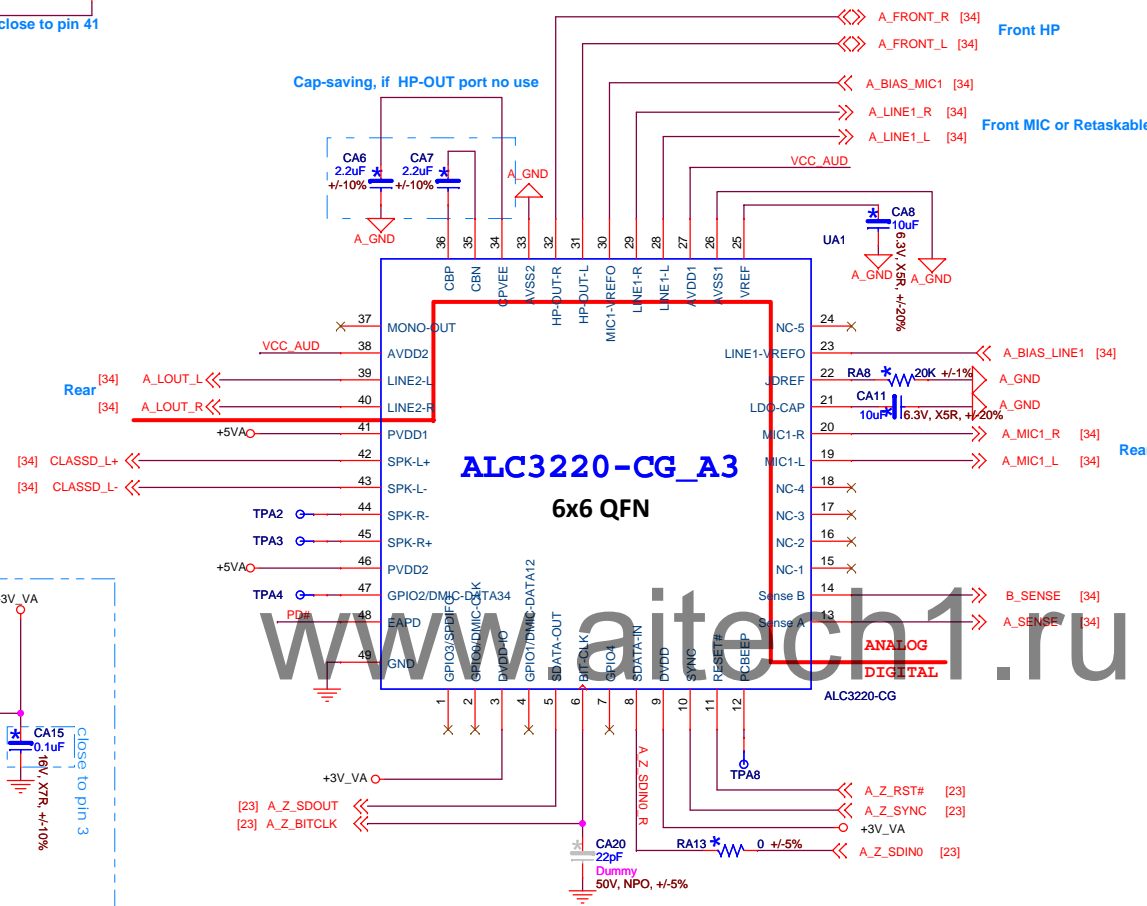 close to pin 41
A_FRONT_R [34]
Front HP
A_FRONT_L [34]
Cap-saving, if HP-OUT port no use
A_BIAS_MIC1 [34]
A_LINE1_R [34]
Front MIC or Retaskable
A_LINE1_L [34]
VCC_AUD
CA6
2.2uF
+/-10%
CA7
2.2uF
+/-10%
A_GND
A_GND
CA8
10uF
6.3V, X5R, +/-20%
A_GND
A_GND
UA1
36
35
34
33
32
31
30
29
28
27
26
25
CBP
CBN
CPVEE
AVSS2
HP-OUT-R
HP-OUT-L
MIC1-VREFO
LINE1-R
LINE1-L
AVDD1
AVSS1
VREF
37 MONO-OUT
VCC_AUD 38 AVDD2
Rear
[34] A_LOUT_L 39 LINE2-L
[34] A_LOUT_R 40 LINE2-R
+5VA 41 PVDD1
[34] CLASSD_L+ 42 SPK-L+
[34] CLASSD_L- 43 SPK-L-
TPA2 44 SPK-R-
TPA3 45 SPK-R+
+5VA 46 PVDD2
TPA4 47 GPIO2/DMIC-DATA34
PD# 48 EAPD
49 GND
ALC3220-CG_A3
6x6 QFN
NC-5 24
LINE1-VREFO 23 A_BIAS_LINE1 [34]
JDREF 22 RA8 20K +/-1% A_GND
LDO-CAP 21 CA11 10uF 6.3V, X5R, +/-20% A_GND
MIC1-R 20 A_MIC1_R [34]
Rea
MIC1-L 19 A_MIC1_L [34]
NC-4 18
NC-3 17
NC-2 16
NC-1 15
Sense B 14 B_SENSE [34]
Sense A 13 A_SENSE [34]
www.aitech1.ru
ANALOG
DIGITAL
ALC3220-CG
GPIO3/SPDIFO
GPIO0/DMIC-CLK
DVDD-IO
GPIO1/DMIC-DATA12
SDATA-OUT
BIT-CLK
GPIO4
SDATA-IN
DVDD
SYNC
RESET#
PCBEEP
1
2
3
4
5
6
7
8
9
10
11
12
3V_VA
CA15
0.1uF
16V, X7R, +/-10%
close to pin 3
TPA8
+3V_VA
[23] A_Z_SDOUT
[23] A_Z_BITCLK
A_Z_SDIN0_R
A_Z_RST# [23]
A_Z_SYNC [23]
+3V_VA
RA13 0 +/-5% A_Z_SDIN0 [23]
CA20
22pF
Dummy
50V, NPO, +/-5%